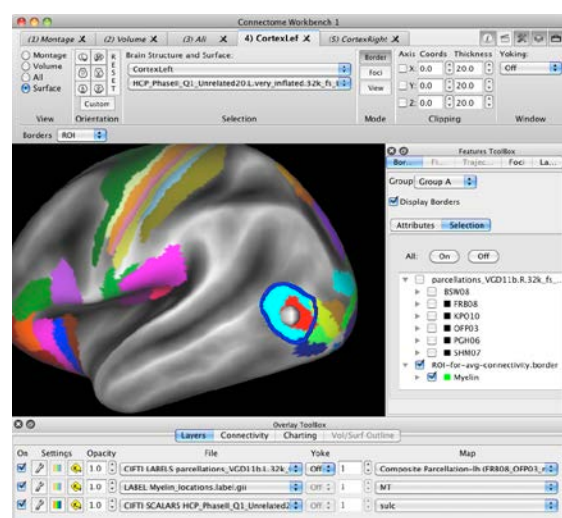 Connectome Workbench 1
(1) Montage X (2) Volume X (3) All X 4) CortexLef X (5) CortexRight X
Montage
Volume
All
Surface
View
RESET
Custom
Orientation
Brain Structure and Surface:
CortexLeft
HCP_PhaseII_Q1_Unrelated20.L.very_inflated.32k_fs_
Selection
Border
Foci
View
Mode
Axis Coords Thickness
X: 0.0 20.0
Y: 0.0 20.0
Z: 0.0 20.0
Clipping
Yoking:
Off
Window
Borders ROI
Features ToolBox
Bor... Fi... Trajec... Foci La...
Group Group A
Display Borders
Attributes Selection
All: On Off
parcellations_VGD11b.R.32k_fs_...
BSW08
FRB08
KPO10
OFP03
PGH06
SHM07
ROI-for-avg-connectivity.border
Myelin
Overlay ToolBox
Layers Connectivity Charting Vol/Surf Outline
On Settings Opacity File Yoke Map
1.0 CIFTI LABELS parcellations_VGD11b.L.32k_ Off 1 Composite Parcellation-lh (FRB08_OFP03_
1.0 LABEL Myelin_locations.label.gii Off 1 MT
1.0 CIFTI SCALARS HCP_PhaseII_Q1_Unrelated2 Off 1 sulc